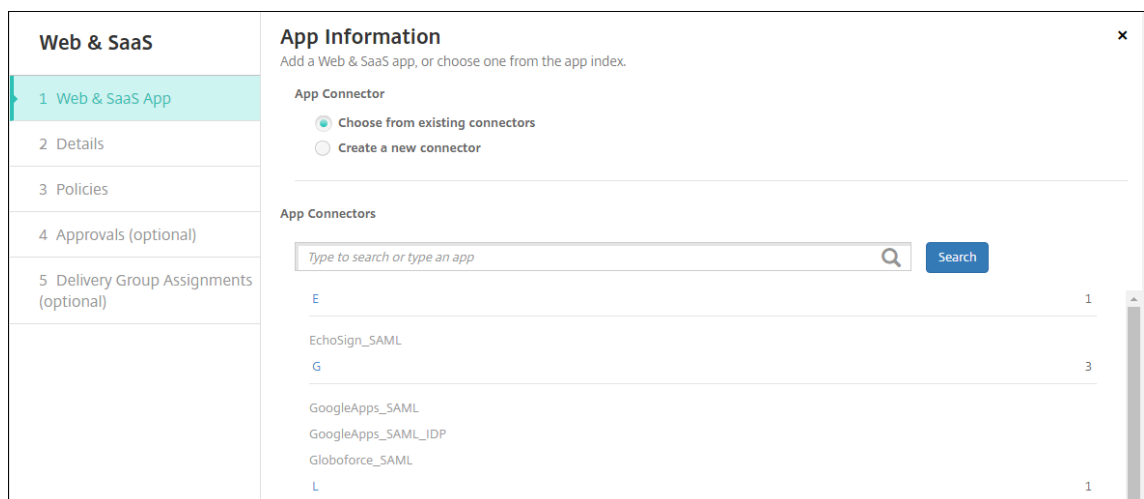 Web & SaaS
1 Web & SaaS App
2 Details
3 Policies
4 Approvals (optional)
5 Delivery Group Assignments
(optional)
App Information
×
Add a Web & SaaS app, or choose one from the app index.
App Connector
Choose from existing connectors
Create a new connector
App Connectors
Type to search or type an app
Search
E 1
EchoSign_SAML
G 3
GoogleApps_SAML
GoogleApps_SAML_IDP
Globoforce_SAML
L 1